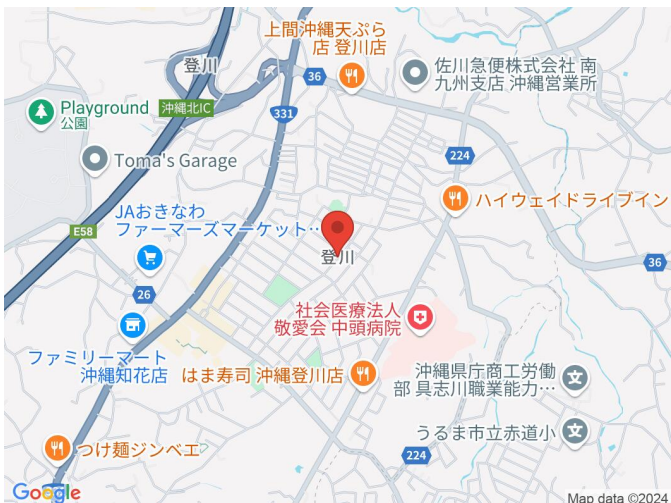 上間沖縄天ぷら
店 登川店
登川
36
佐川急便株式会社 南
九州支店 沖縄営業所
Playground
公園
沖縄北IC
331
Toma's Garage
224
ハイウェイドライブイン
JAおきなわ
ファーマーズマーケット…
E58
登川
36
26
社会医療法人
敬愛会 中頭病院
ファミリーマート
沖縄知花店
はま寿司 沖縄登川店
沖縄県庁商工労働
部 具志川職業能力…
うるま市立赤道小
つけ麺ジンベエ
224
Google
Map data ©2024